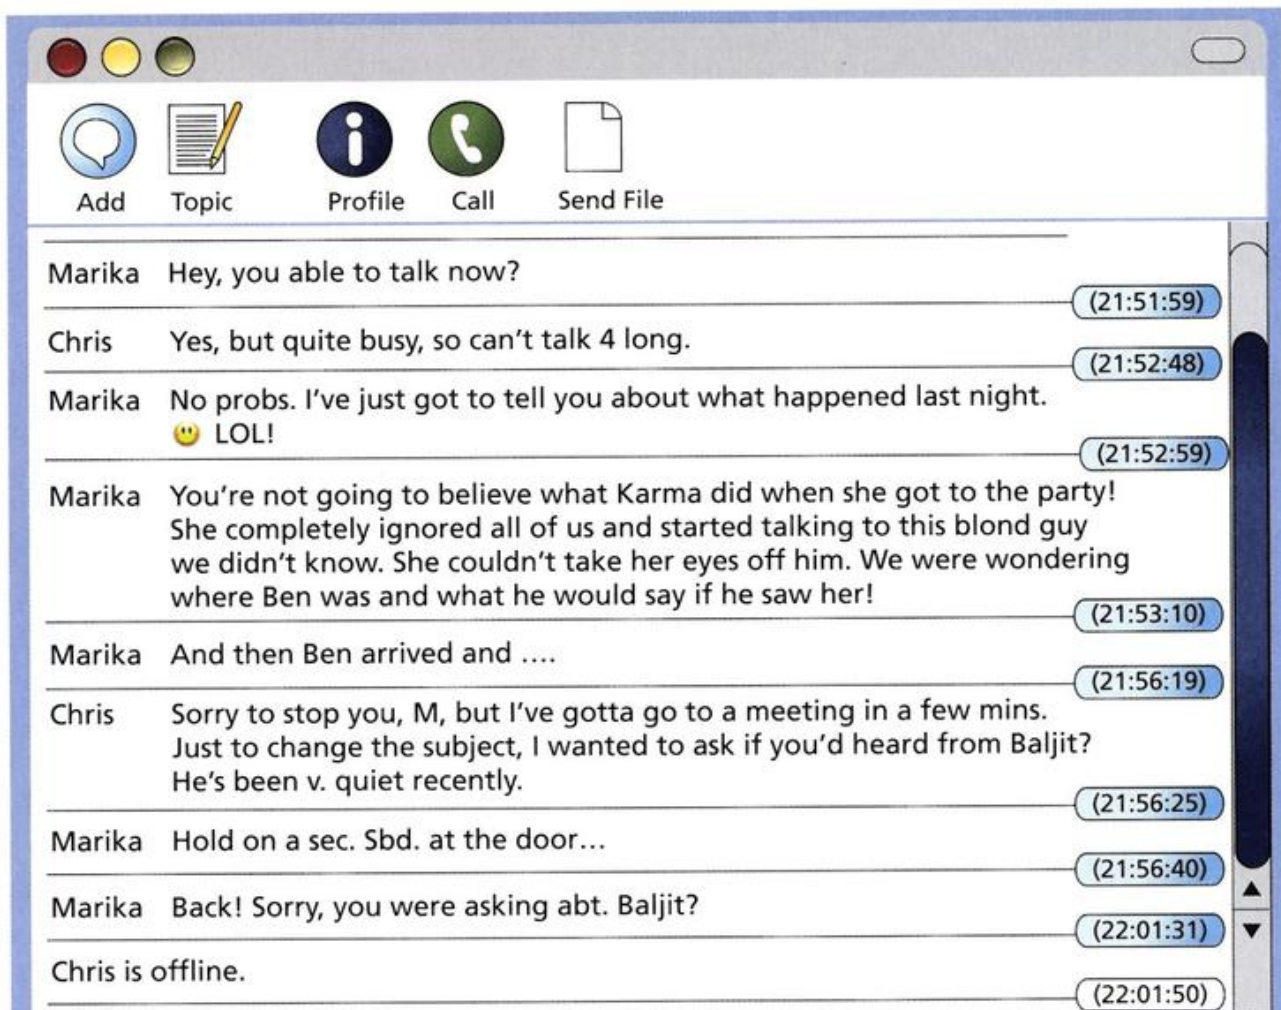 Add Topic Profile Call Send File
Marika Hey, you able to talk now?
(21:51:59)
Chris Yes, but quite busy, so can't talk 4 long.
(21:52:48)
Marika No probs. I've just got to tell you about what happened last night.
LOL!
(21:52:59)
Marika You're not going to believe what Karma did when she got to the party!
She completely ignored all of us and started talking to this blond guy
we didn't know. She couldn't take her eyes off him. We were wondering
where Ben was and what he would say if he saw her!
(21:53:10)
Marika And then Ben arrived and ....
(21:56:19)
Chris Sorry to stop you, M, but I've gotta go to a meeting in a few mins.
Just to change the subject, I wanted to ask if you'd heard from Baljit?
He's been v. quiet recently.
(21:56:25)
Marika Hold on a sec. Sbd. at the door...
(21:56:40)
Marika Back! Sorry, you were asking abt. Baljit?
(22:01:31)
Chris is offline.
(22:01:50)